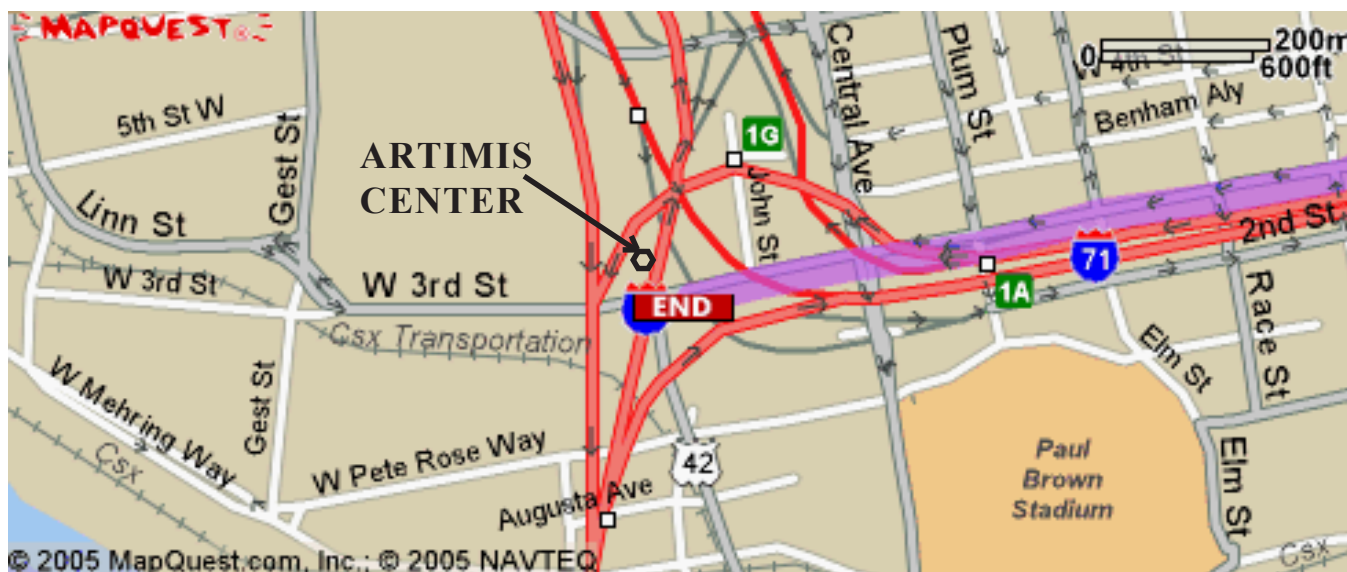 MAPQUEST
200m
0
600ft
W 4th St
Benham Aly
Central Ave
Plum St
5th St W
Gest St
1G
ARTIMIS
CENTER
John St
Linn St
2nd St
71
W 3rd St
W 3rd St
1A
END
Race St
Csx Transportation
Elm St
W Mehring Way
Gest St
Csx
W Pete Rose Way
42
Paul
Brown
Stadium
Elm St
Augusta Ave
Csx
© 2005 MapQuest.com, Inc.; © 2005 NAVTEQ